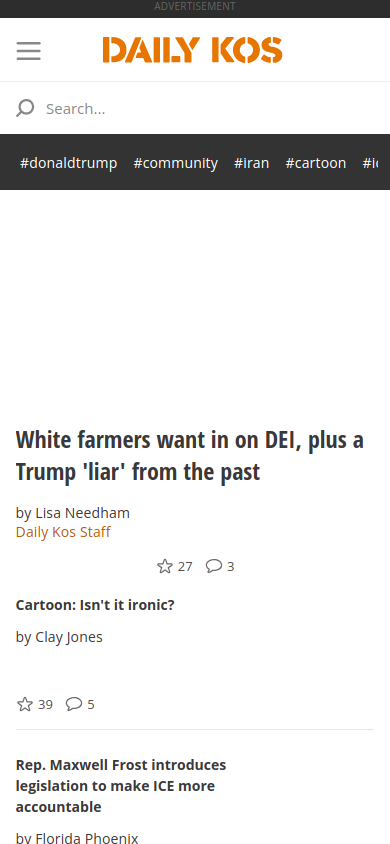 ADVERTISEMENT
DAILY KOS
Search...
#donaldtrump #community #iran #cartoon
White farmers want in on DEI, plus a
Trump 'liar' from the past
by Lisa Needham
Daily Kos Staff
27 3
Cartoon: Isn't it ironic?
by Clay Jones
39 5
Rep. Maxwell Frost introduces
legislation to make ICE more
accountable
by Florida Phoenix